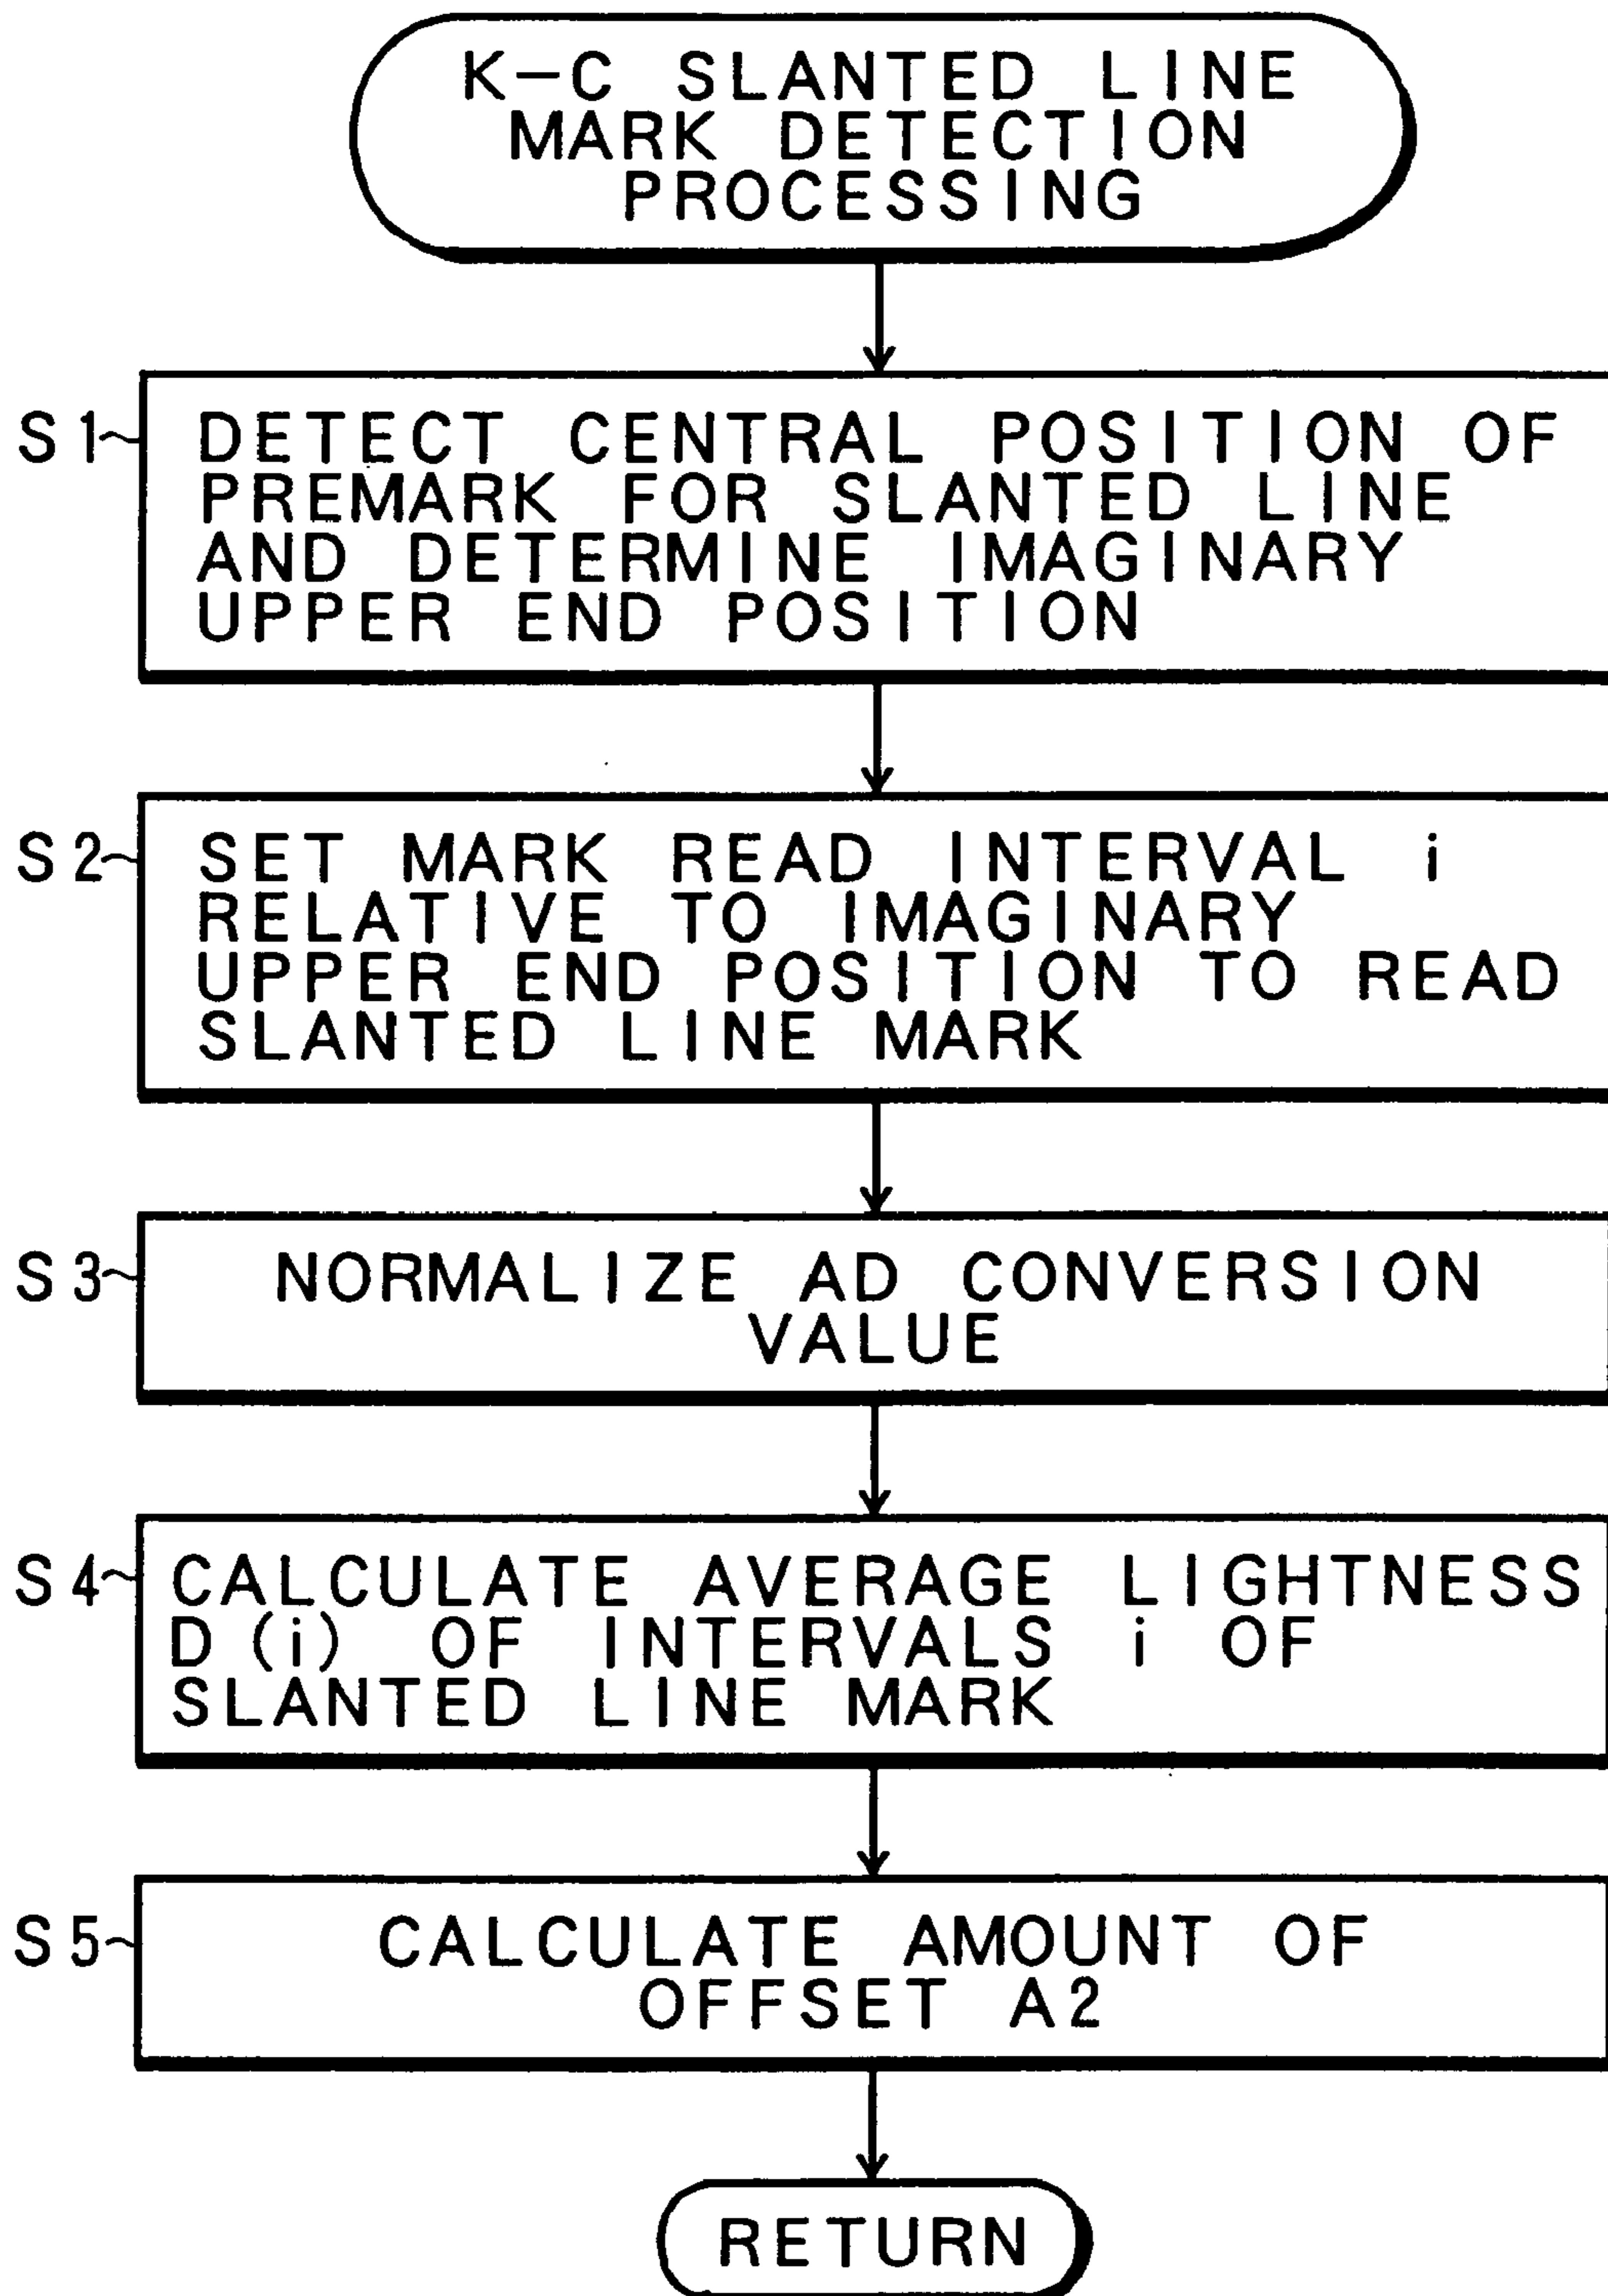 K-C SLANTED LINE
MARK DETECTION
PROCESSING
S1
DETECT CENTRAL POSITION OF
PREMARK FOR SLANTED LINE
AND DETERMINE IMAGINARY
UPPER END POSITION
S2
SET MARK READ INTERVAL i
RELATIVE TO IMAGINARY
UPPER END POSITION TO READ
SLANTED LINE MARK
S3
NORMALIZE AD CONVERSION
VALUE
S4
CALCULATE AVERAGE LIGHTNESS
D (i) OF INTERVALS i OF
SLANTED LINE MARK
S5
CALCULATE AMOUNT OF
OFFSET A2
RETURN